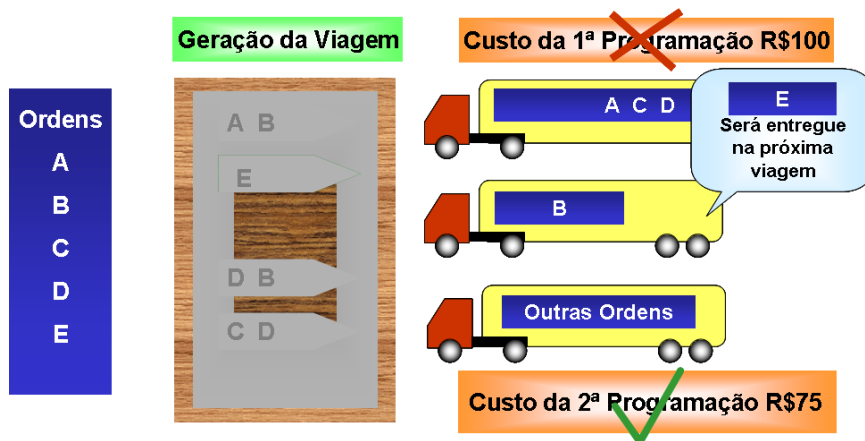 Geração da Viagem
Custo da 1ª Programação R$100
Ordens
A
B
C
D
E
A B
E
D B
C D
A C D
E
Será entregue
na próxima
viagem
B
Outras Ordens
Custo da 2ª Programação R$75